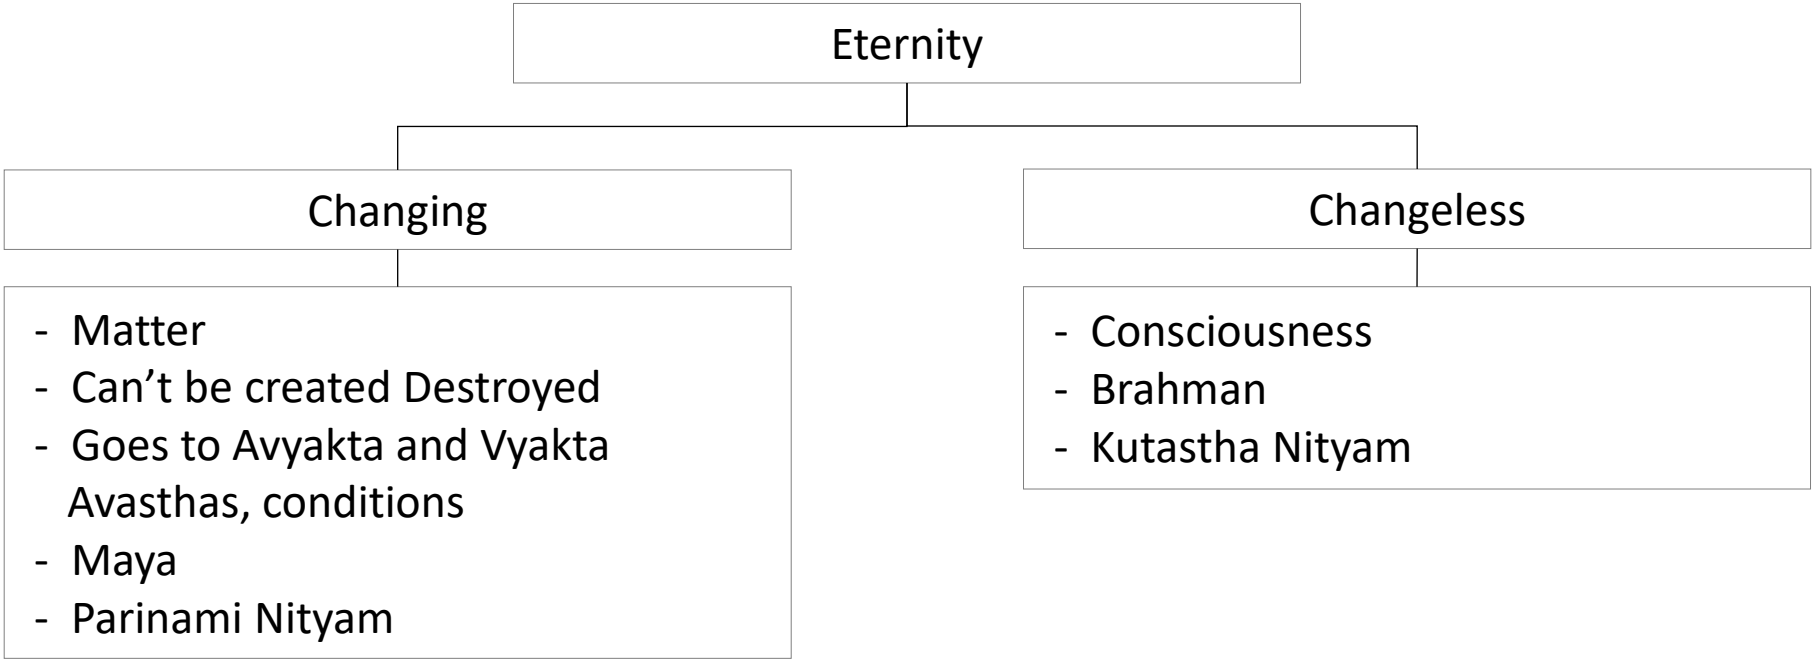 Eternity
Changing
Changeless
- Matter
- Can’t be created Destroyed
- Goes to Avyakta and Vyakta
Avasthas, conditions
- Maya
- Parinami Nityam
- Consciousness
- Brahman
- Kutastha Nityam